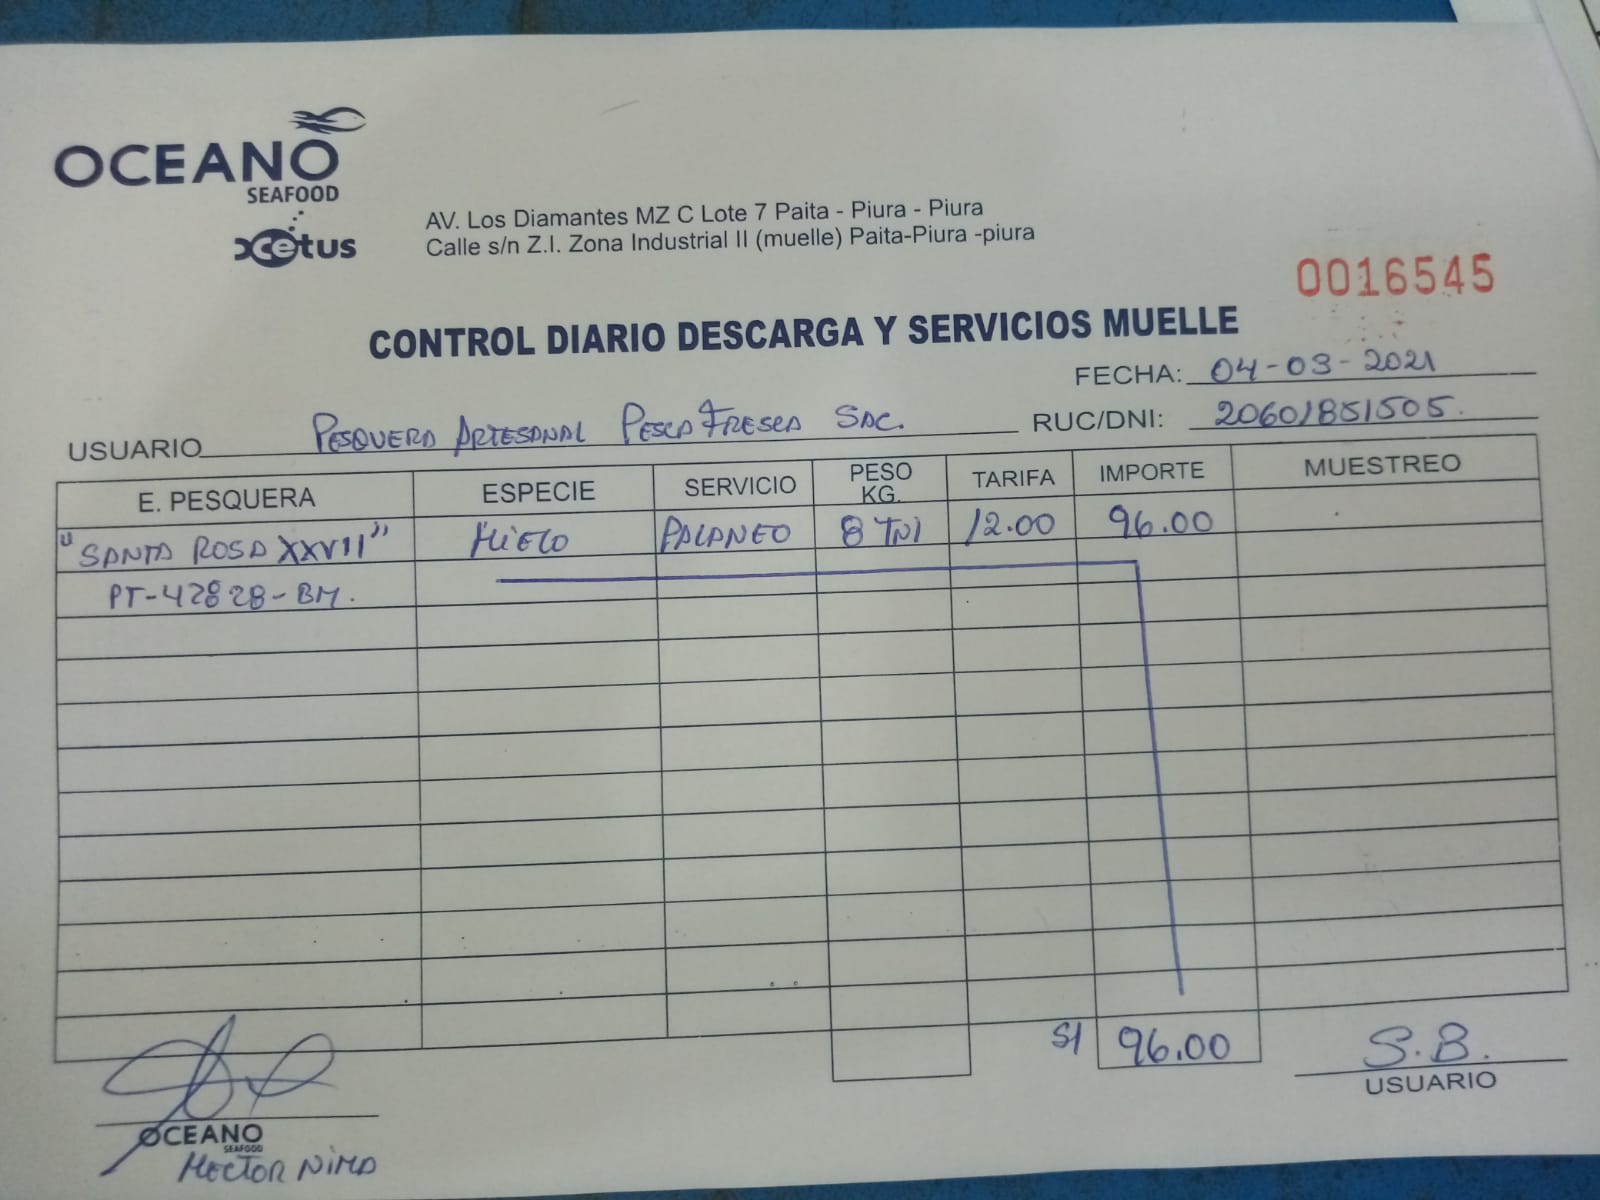 OCEANO
SEAFOOD
xcetus
AV. Los Diamantes MZ C Lote 7 Paita - Piura - Piura
Calle s/n Z.I. Zona Industrial II (muelle) Paita-Piura -piura
0016545
CONTROL DIARIO DESCARGA Y SERVICIOS MUELLE
FECHA: 04-03-2021
USUARIO PESQUERA ARTESANAL PESCA FRESCA SAC. RUC/DNI: 20601851505.
E. PESQUERA ESPECIE SERVICIO PESO KG. TARIFA IMPORTE MUESTREO
"SANTA ROSA XXVII" HiELO PALANEO 8 TN 12.00 96.00
PT-42828-BM.
S/ 96.00
S.B.
USUARIO
OCEANO
SEAFOOD
HECTOR NIMA